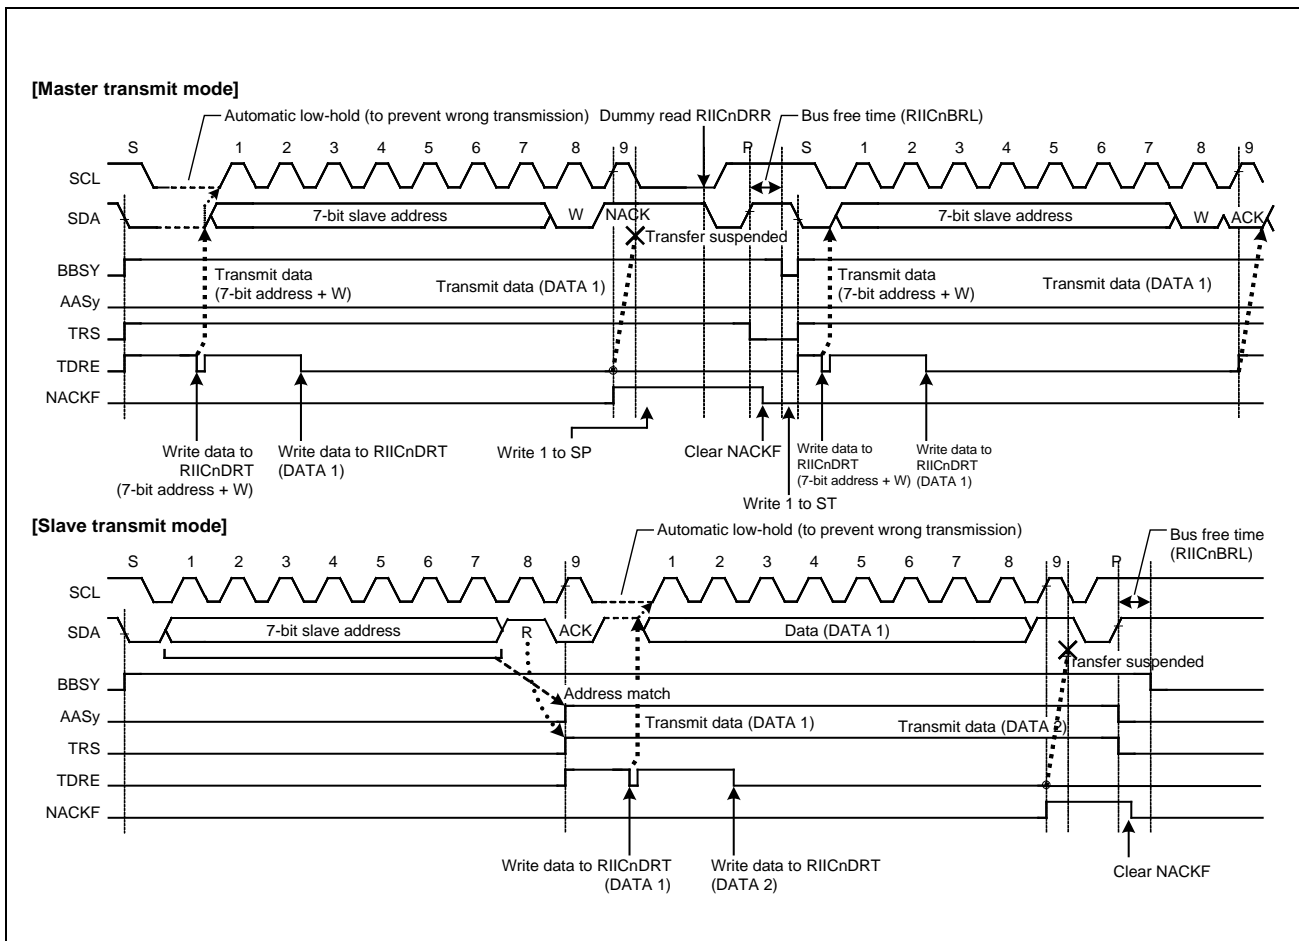 [Master transmit mode]
Automatic low-hold (to prevent wrong transmission)
Dummy read RIICnDRR
Bus free time (RIICnBRL)
S 1 2 3 4 5 6 7 8 9 P S 1 2 3 4 5 6 7 8 9
SCL
SDA 7-bit slave address W NACK 7-bit slave address W ACK
Transfer suspended
BBSY
Transmit data
(7-bit address + W)
Transmit data (DATA 1)
Transmit data
(7-bit address + W)
Transmit data (DATA 1)
AASy
TRS
TDRE
NACKF
Write data to
RIICnDRT
(7-bit address + W)
Write data to RIICnDRT
(DATA 1)
Write 1 to SP
Clear NACKF
Write data to
RIICnDRT
(7-bit address + W)
Write data to
RIICnDRT
(DATA 1)
Write 1 to ST
[Slave transmit mode]
Automatic low-hold (to prevent wrong transmission)
Bus free time
(RIICnBRL)
S 1 2 3 4 5 6 7 8 9 1 2 3 4 5 6 7 8 9 P
SCL
SDA 7-bit slave address R ACK Data (DATA 1)
Transfer suspended
BBSY
Address match
AASy
Transmit data (DATA 1)
Transmit data (DATA 2)
TRS
TDRE
NACKF
Write data to RIICnDRT
(DATA 1)
Write data to RIICnDRT
(DATA 2)
Clear NACKF